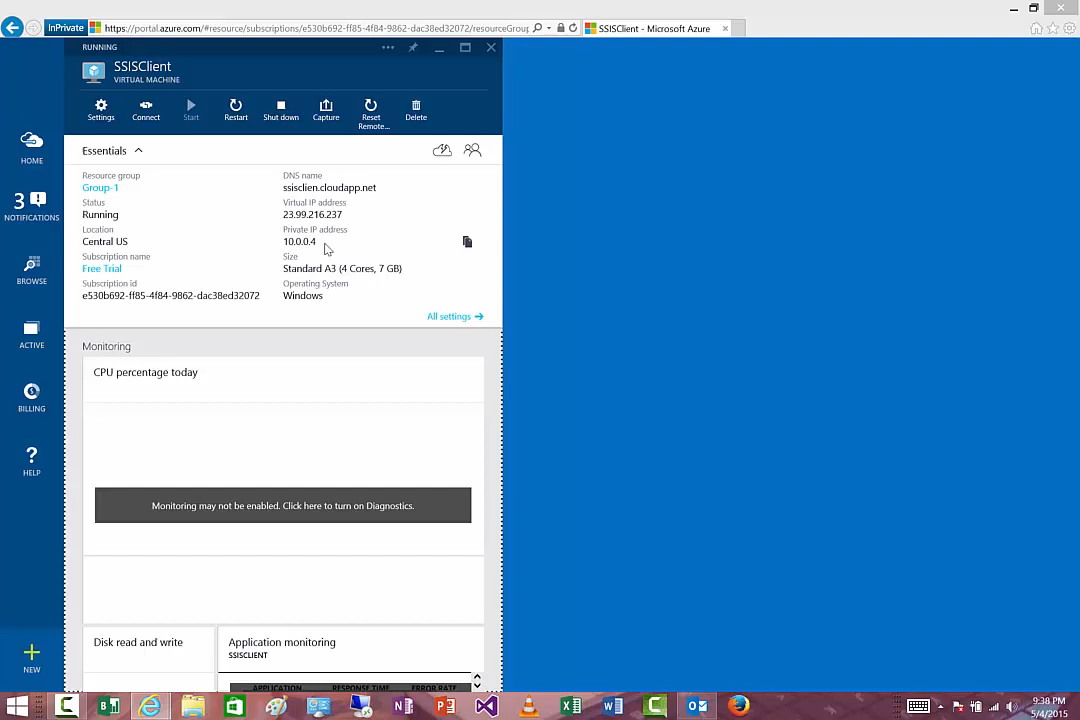 InPrivate
https://portal.azure.com/#resource/subscriptions/e530b692-ff85-4f84-9862-dac38ed32072/resourceGroup
SSISClient - Microsoft Azure
RUNNING
SSISClient
VIRTUAL MACHINE
Settings
Connect
Start
Restart
Shut down
Capture
Reset
Remote...
Delete
HOME
3
NOTIFICATIONS
BROWSE
ACTIVE
BILLING
HELP
NEW
Essentials
Resource group
Group-1
Status
Running
Location
Central US
Subscription name
Free Trial
Subscription id
e530b692-ff85-4f84-9862-dac38ed32072
DNS name
ssisclien.cloudapp.net
Virtual IP address
23.99.216.237
Private IP address
10.0.0.4
Size
Standard A3 (4 Cores, 7 GB)
Operating System
Windows
All settings
Monitoring
CPU percentage today
Monitoring may not be enabled. Click here to turn on Diagnostics.
Disk read and write
Application monitoring
SSISCLIENT
APPLICATION RESPONSE TIME ERROR RATE
9:38 PM
5/4/2015